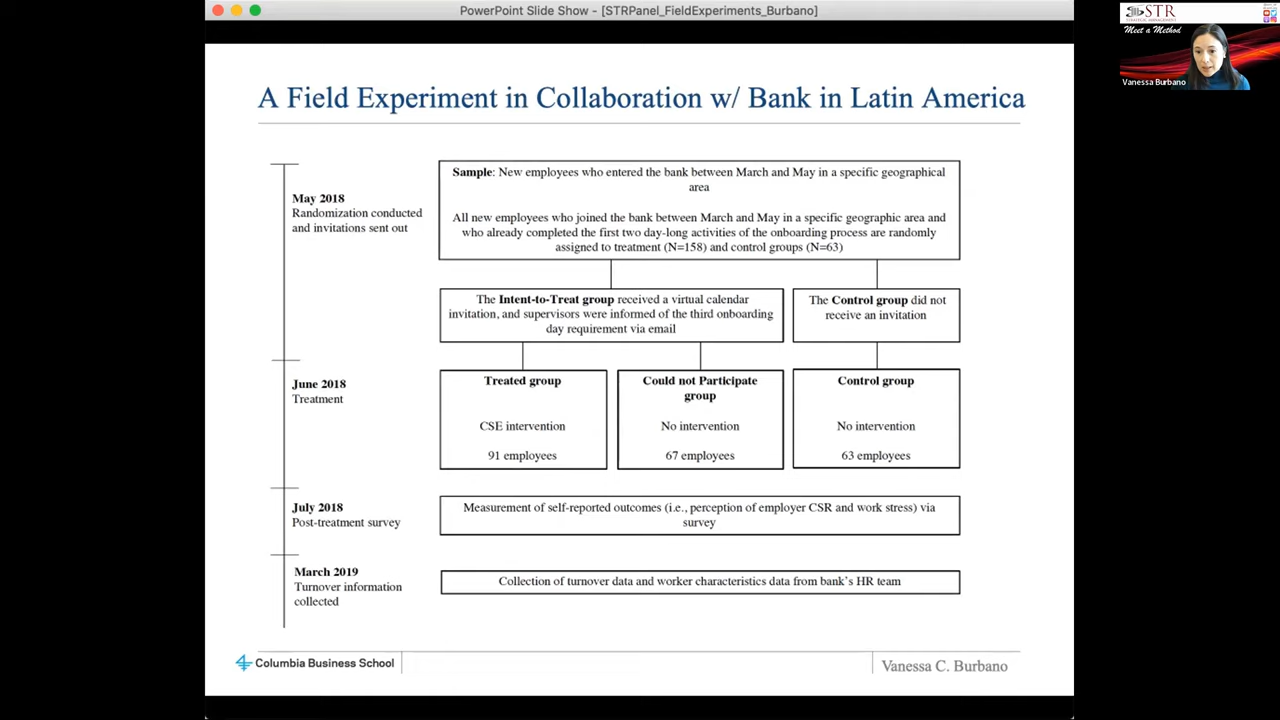 PowerPoint Slide Show - [STRPanel_FieldExperiments_Burbano]
STR
Meet a Method
Vanessa Burbano
A Field Experiment in Collaboration w/ Bank in Latin America
May 2018
Randomization conducted
and invitations sent out
Sample: New employees who entered the bank between March and May in a specific geographical
area
All new employees who joined the bank between March and May in a specific geographic area and
who already completed the first two day-long activities of the onboarding process are randomly
assigned to treatment (N=158) and control groups (N=63)
The Intent-to-Treat group received a virtual calendar
invitation, and supervisors were informed of the third onboarding
day requirement via email
The Control group did not
receive an invitation
June 2018
Treatment
Treated group
CSE intervention
91 employees
Could not Participate
group
No intervention
67 employees
Control group
No intervention
63 employees
July 2018
Post-treatment survey
Measurement of self-reported outcomes (i.e., perception of employer CSR and work stress) via
survey
March 2019
Turnover information
collected
Collection of turnover data and worker characteristics data from bank's HR team
Columbia Business School
Vanessa C. Burbano